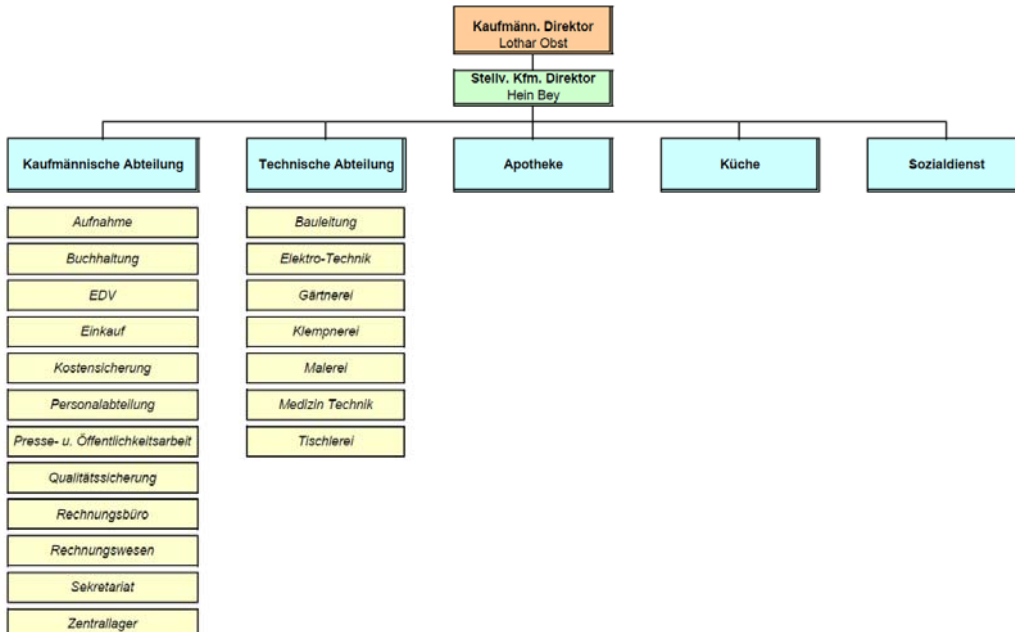 Kaufmänn. Direktor
Lothar Obst
Stellv. Kfm. Direktor
Hein Bey
Kaufmännische Abteilung
Technische Abteilung
Apotheke
Küche
Sozialdienst
Aufnahme
Buchhaltung
EDV
Einkauf
Kostensicherung
Personalabteilung
Presse- u. Öffentlichkeitsarbeit
Qualitätssicherung
Rechnungsbüro
Rechnungswesen
Sekretariat
Zentrallager
Bauleitung
Elektro-Technik
Gärtnerei
Klempnerei
Malerei
Medizin Technik
Tischlerei